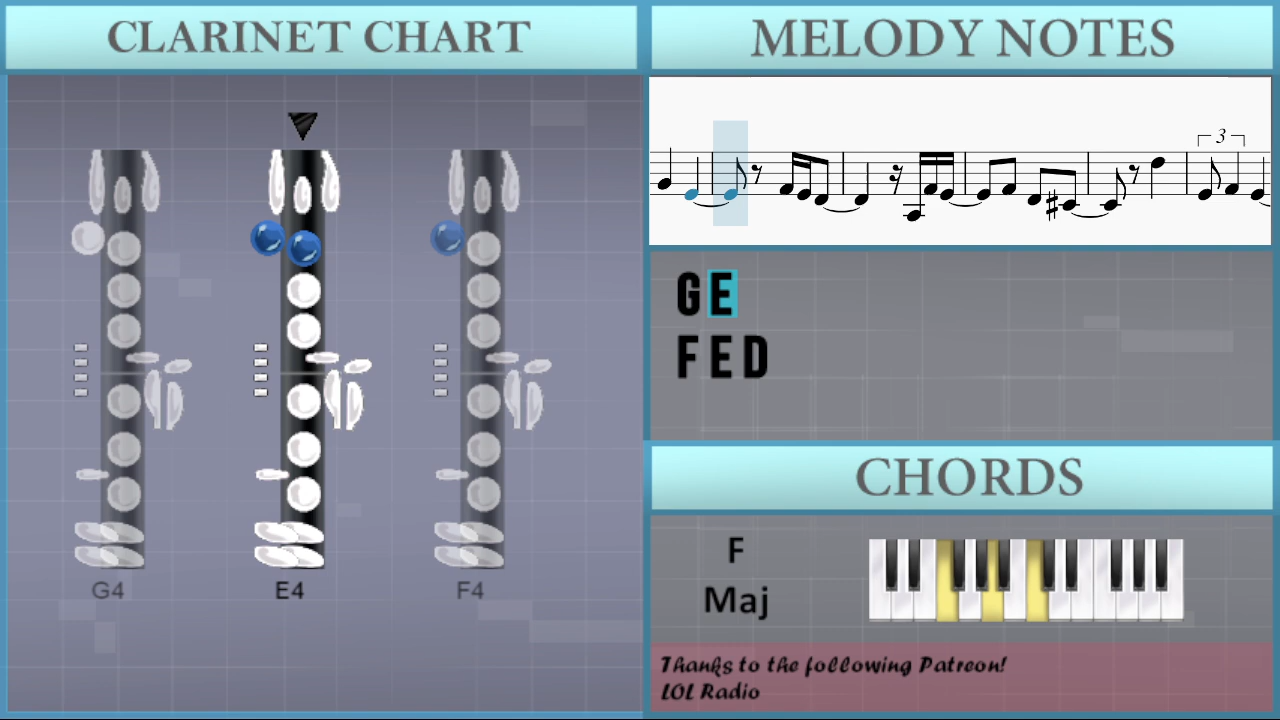 CLARINET CHART
G4
E4
F4
MELODY NOTES
3
G E
F E D
CHORDS
F
Maj
Thanks to the following Patreon!
LOL Radio